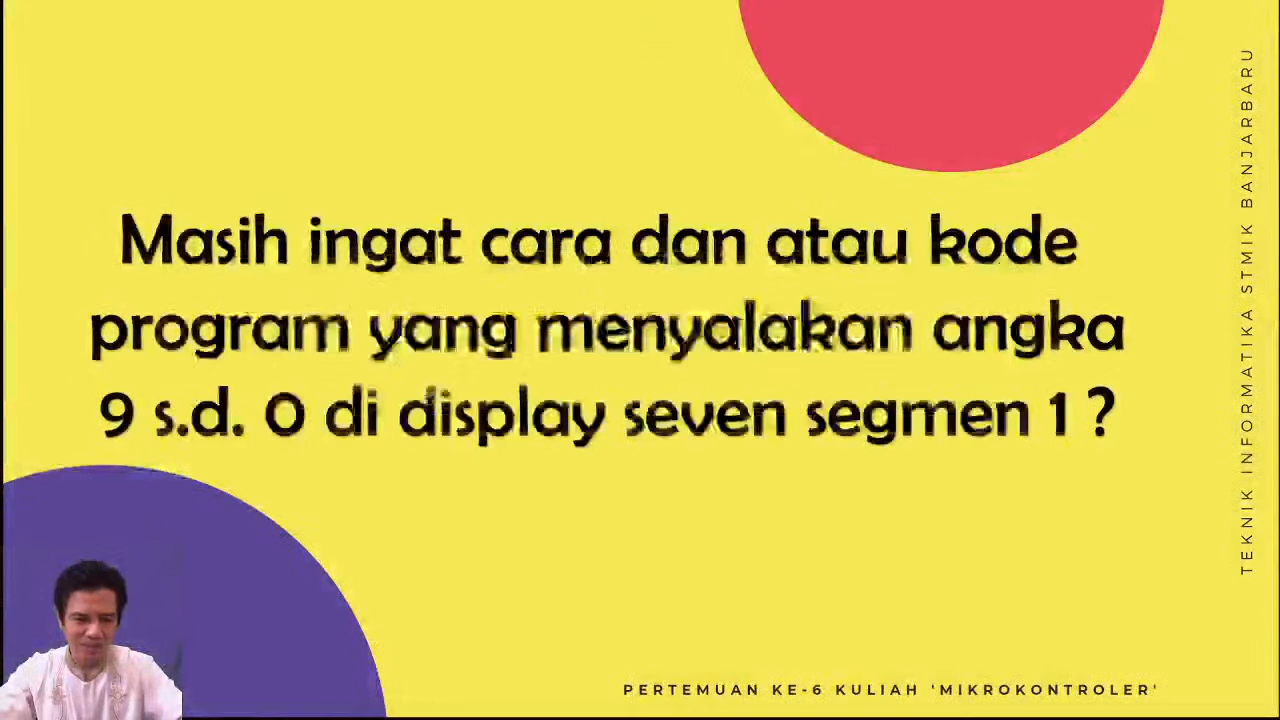 Masih ingat cara dan atau kode
program yang menyalakan angka
9 s.d. 0 di display seven segmen 1 ?
TEKNIK INFORMATIKA STMIK BANJARBARU
PERTEMUAN KE-6 KULIAH 'MIKROKONTROLER'